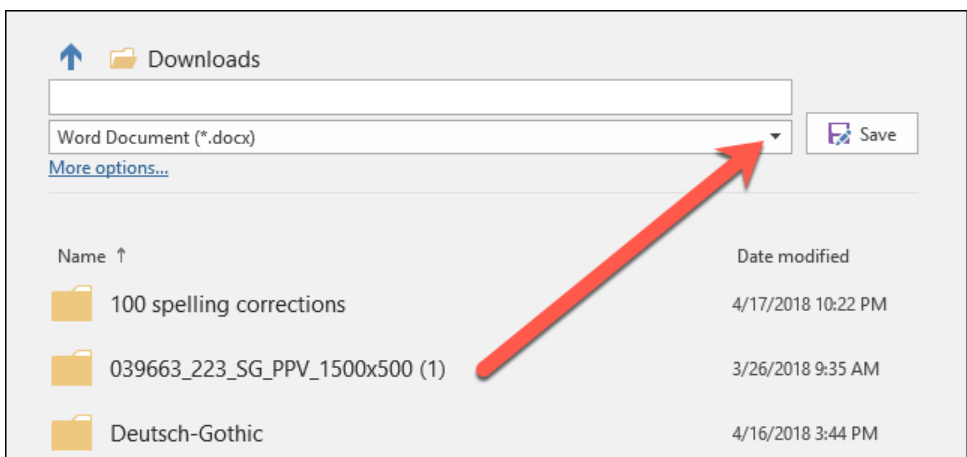 Downloads
Word Document (*.docx)
Save
More options...
Name ↑ Date modified
100 spelling corrections 4/17/2018 10:22 PM
039663_223_SG_PPV_1500x500 (1) 3/26/2018 9:35 AM
Deutsch-Gothic 4/16/2018 3:44 PM